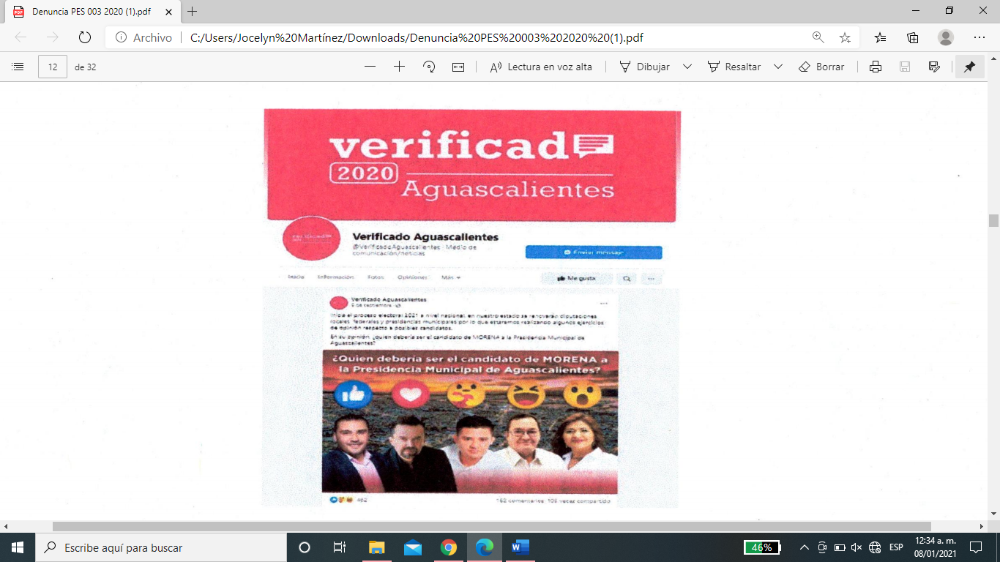 Denuncia PES 003 2020 (1).pdf
Archivo C:/Users/Jocelyn%20Martínez/Downloads/Denuncia%20PES%20003%202020%20(1).pdf
12 de 32 Lectura en voz alta Dibujar Resaltar Borrar
verificado
2020
Aguascalientes
Verificado Aguascalientes
@VerificadoAguascalientes · Medio de
comunicación/noticias
Enviar mensaje
Inicio Información Fotos Opiniones Más Me gusta
Verificado Aguascalientes
de septiembre
Inicia el proceso electoral 2021 a nivel nacional, en nuestro estado se renovarán diputaciones
locales, federales y presidencias municipales por lo que estaremos realizando algunos ejercicios
de opinión respecto a posibles candidatos.
En su opinión, ¿quien debería ser el candidato de MORENA a la Presidencia Municipal de
Aguascalientes?
¿Quien debería ser el candidato de MORENA a
la Presidencia Municipal de Aguascalientes?
462 comentarios veces compartido
Escribe aquí para buscar
46%
ESP
12:34 a. m.
08/01/2021